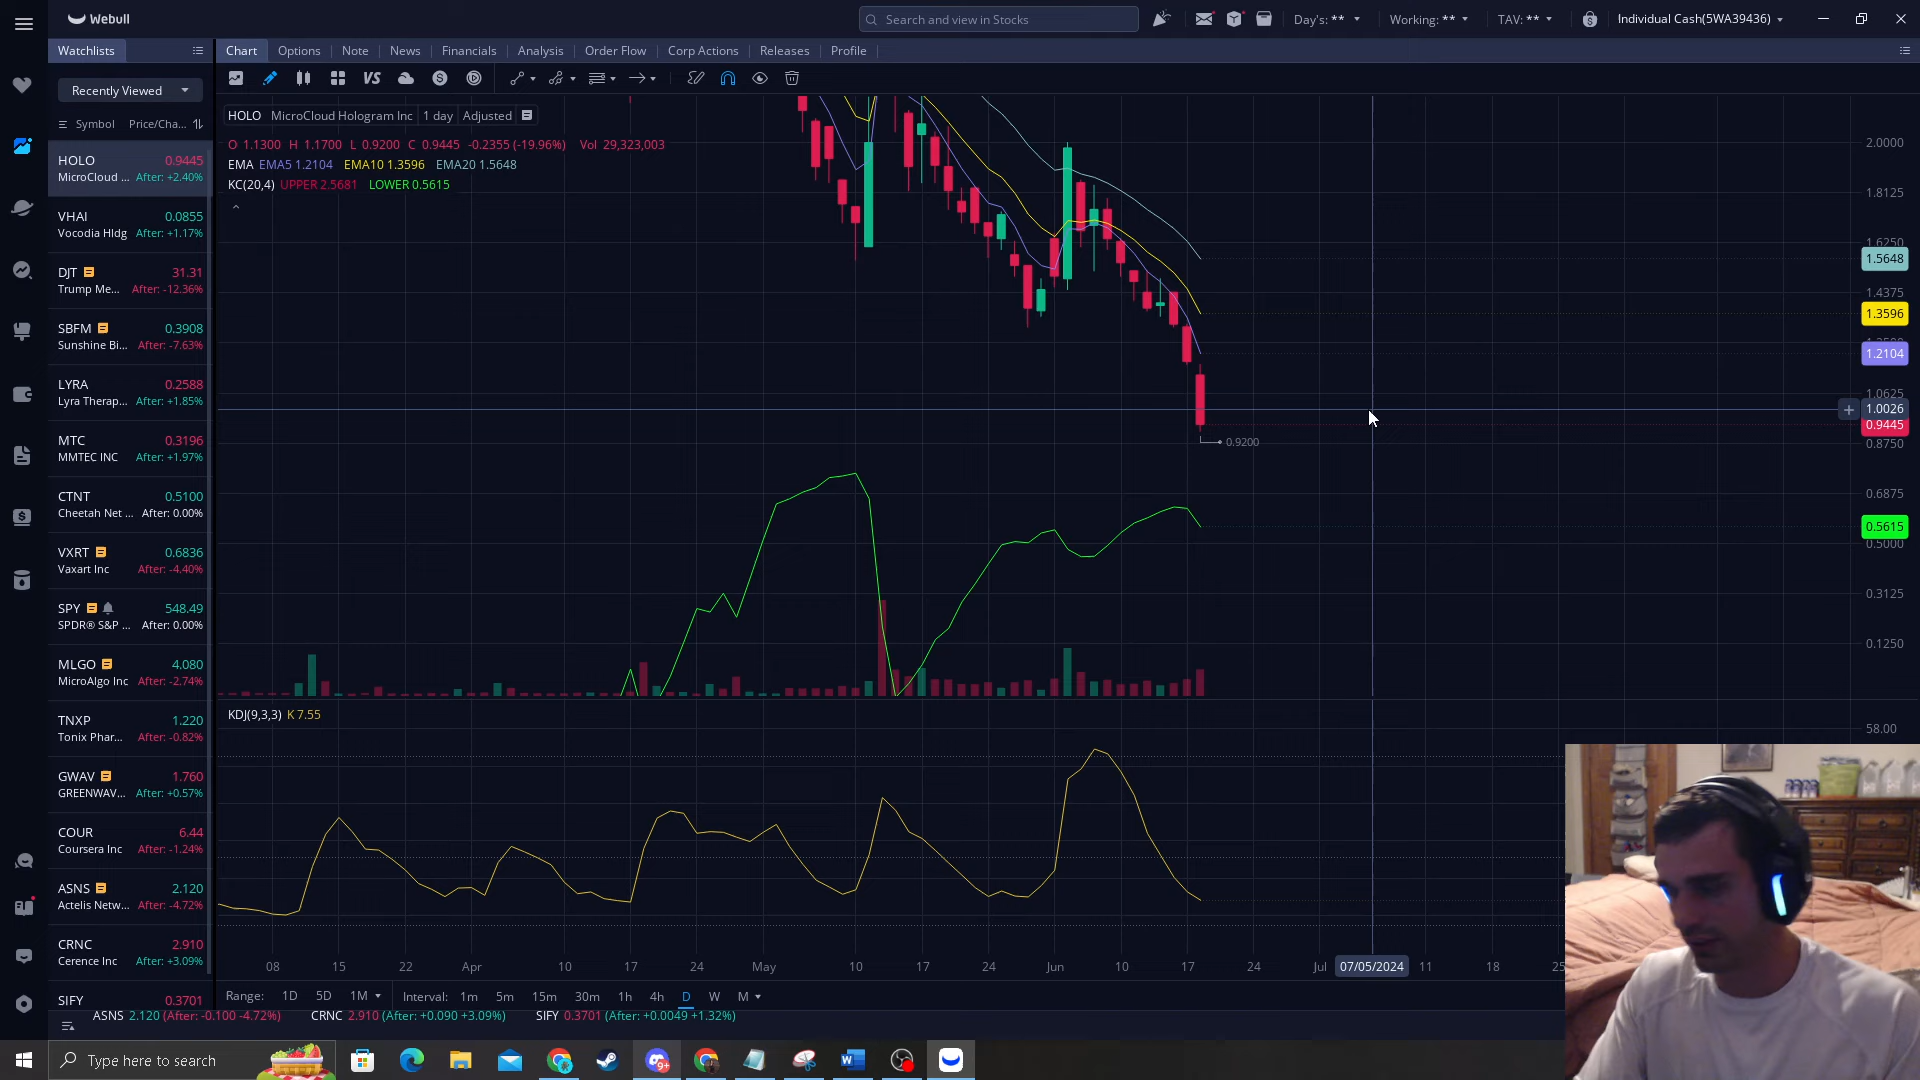 Webull
Search and view in Stocks
Day's: **
Working: **
TAV: **
Individual Cash(5WA39436)
Watchlists
Chart Options Note News Financials Analysis Order Flow Corp Actions Releases Profile
Recently Viewed
VS
Symbol Price/Cha...
HOLO 0.9445
MicroCloud ... After: +2.40%
VHAI 0.0855
Vocodia Hldg After: +1.17%
DJT 31.31
Trump Me... After: -12.36%
SBFM 0.3908
Sunshine Bi... After: -7.63%
LYRA 0.2588
Lyra Therap... After: +1.85%
MTC 0.3196
MMTEC INC After: +1.97%
CTNT 0.5100
Cheetah Net ... After: 0.00%
VXRT 0.6836
Vaxart Inc After: -4.40%
SPY 548.49
SPDR® S&P ... After: 0.00%
MLGO 4.080
MicroAlgo Inc After: -2.74%
TNXP 1.220
Tonix Phar... After: -0.82%
GWAV 1.760
GREENWAV... After: +0.57%
COUR 6.44
Coursera Inc After: -1.24%
ASNS 2.120
Actelis Netw... After: -4.72%
CRNC 2.910
Cerence Inc After: +3.09%
SIFY 0.3701
HOLO MicroCloud Hologram Inc 1 day Adjusted
O 1.1300 H 1.1700 L 0.9200 C 0.9445 -0.2355 (-19.96%) Vol 29,323,003
EMA EMA5 1.2104 EMA10 1.3596 EMA20 1.5648
KC(20,4) UPPER 2.5681 LOWER 0.5615
2.0000
1.8125
1.6250
1.5648
1.4375
1.3596
1.2104
1.0625
1.0026
0.9445
0.8750
0.9200
0.6875
0.5615
0.5000
0.3125
0.1250
KDJ(9,3,3) K 7.55
58.00
08 15 22 Apr 10 17 24 May 10 17 24 Jun 10 17 24 Jul 07/05/2024 11 18
Range: 1D 5D 1M Interval: 1m 5m 15m 30m 1h 4h D W M
ASNS 2.120 (After: -0.100 -4.72%) CRNC 2.910 (After: +0.090 +3.09%) SIFY 0.3701 (After: +0.0049 +1.32%)
Type here to search
9+